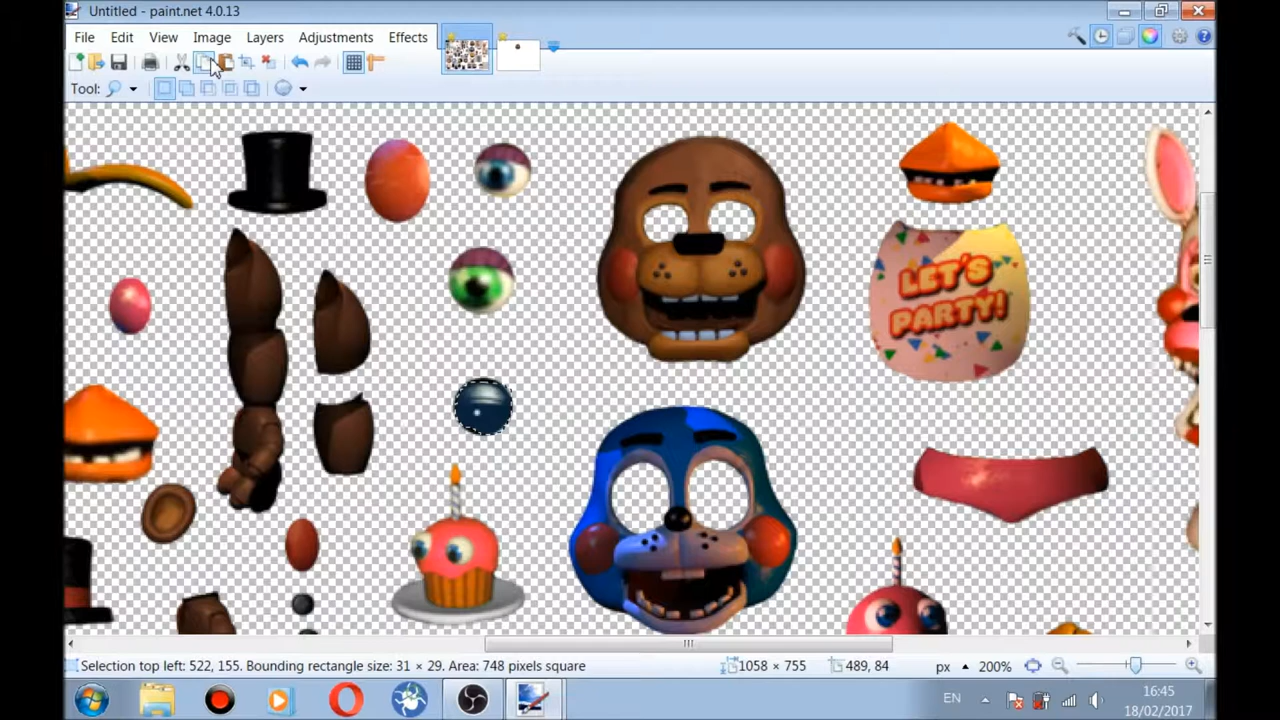 Untitled - paint.net 4.0.13
File Edit View Image Layers Adjustments Effects
Tool:
LET'S
PARTY!
Selection top left: 522, 155. Bounding rectangle size: 31 × 29. Area: 748 pixels square
1058 × 755
489, 84
px
200%
EN
16:45
18/02/2017